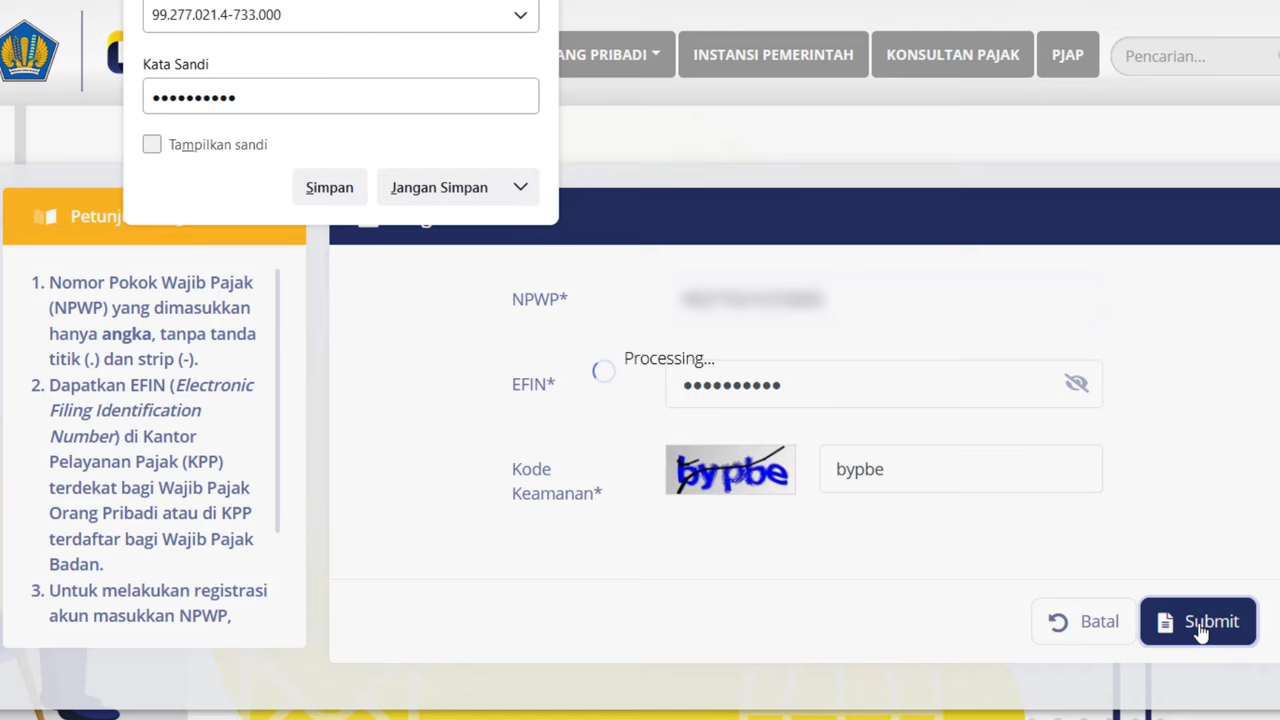 99.277.021.4-733.000
Kata Sandi
••••••••••
Tampilkan sandi
Simpan
Jangan Simpan
ANG PRIBADI
INSTANSI PEMERINTAH
KONSULTAN PAJAK
PJAP
Pencarian...
1. Nomor Pokok Wajib Pajak
(NPWP) yang dimasukkan
hanya angka, tanpa tanda
titik (.) dan strip (-).
2. Dapatkan EFIN (Electronic
Filing Identification
Number) di Kantor
Pelayanan Pajak (KPP)
terdekat bagi Wajib Pajak
Orang Pribadi atau di KPP
terdaftar bagi Wajib Pajak
Badan.
3. Untuk melakukan registrasi
akun masukkan NPWP,
NPWP*
Processing...
EFIN*
••••••••••
Kode
Keamanan*
bypbe
bypbe
Batal
Submit